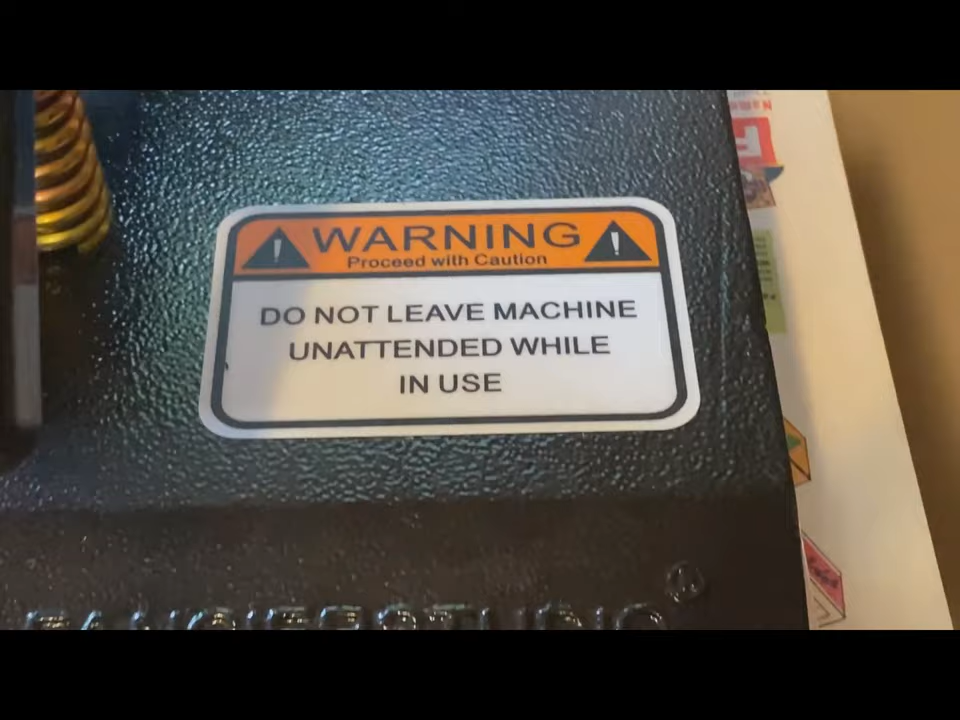 WARNING
Proceed with Caution
DO NOT LEAVE MACHINE
UNATTENDED WHILE
IN USE